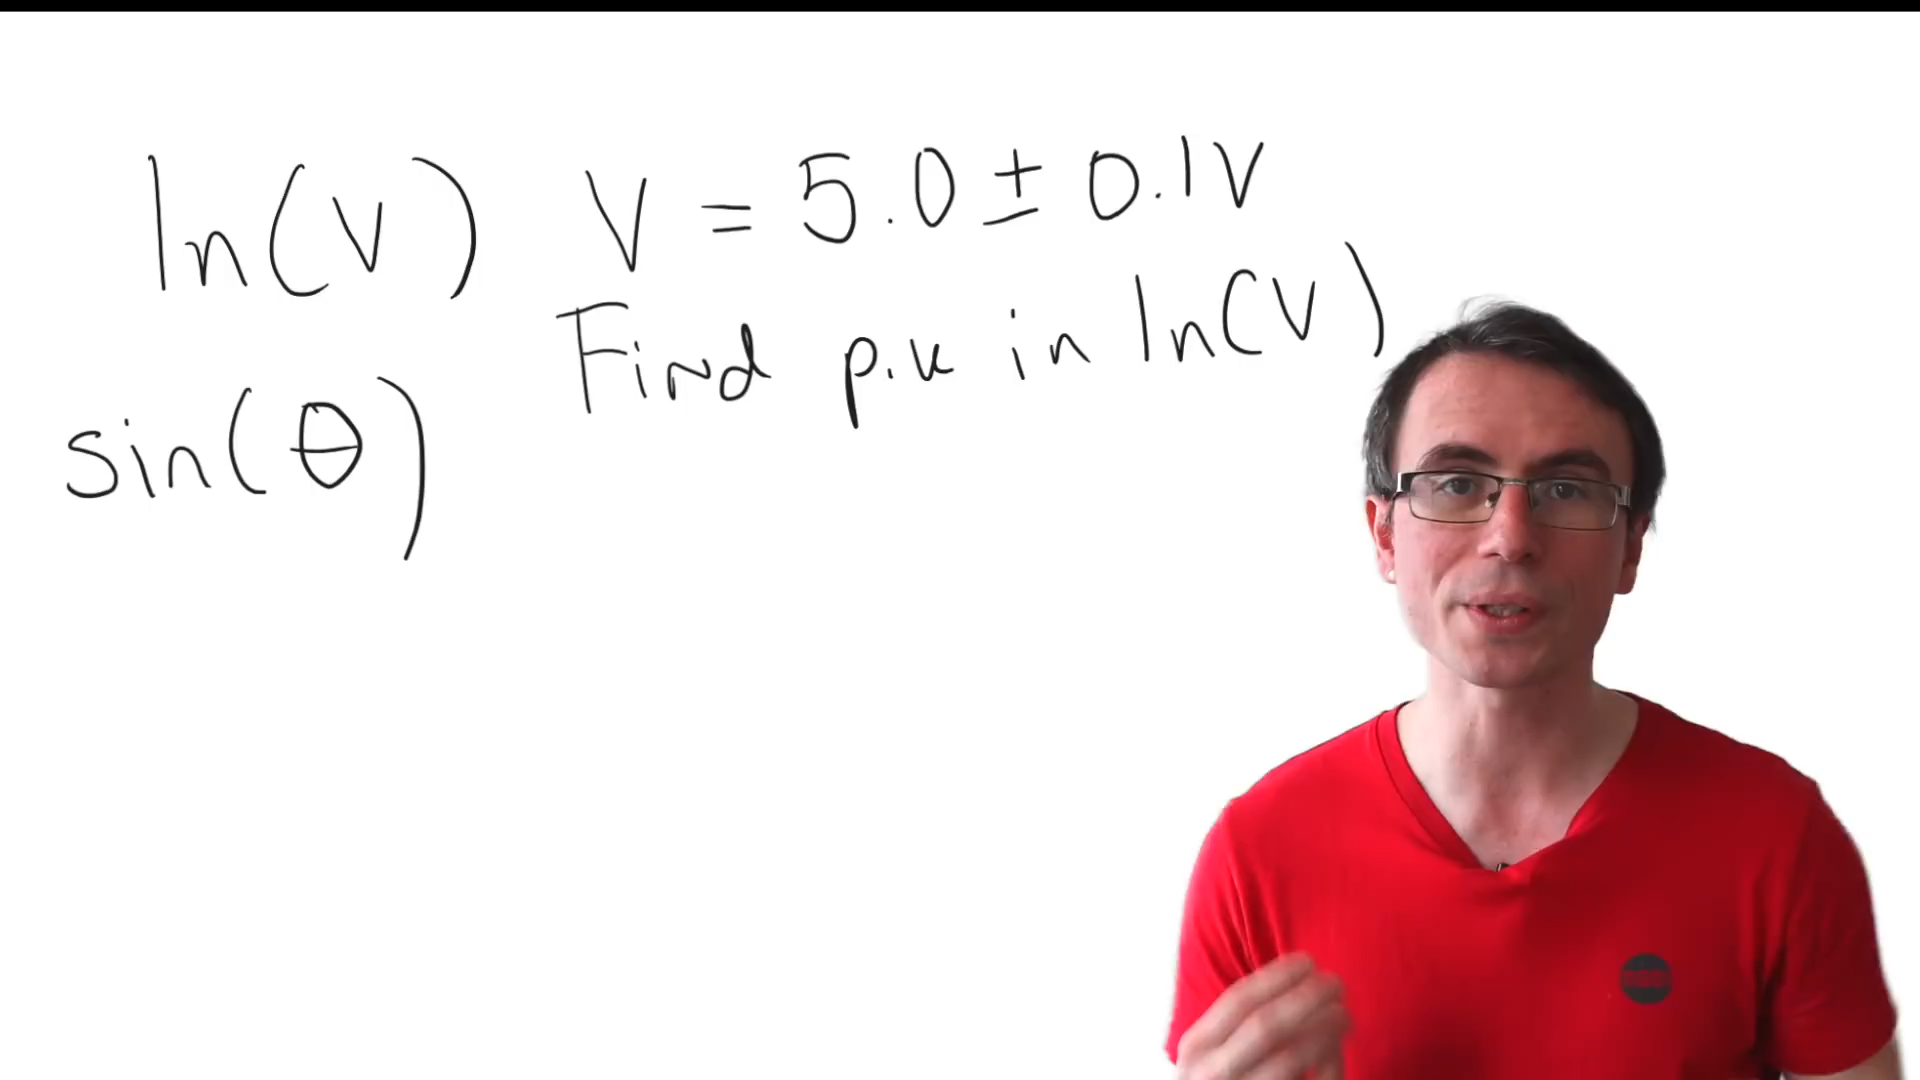 ln(V) V = 5.0 ± 0.1V
Find p.u in ln(V)
sin(θ)